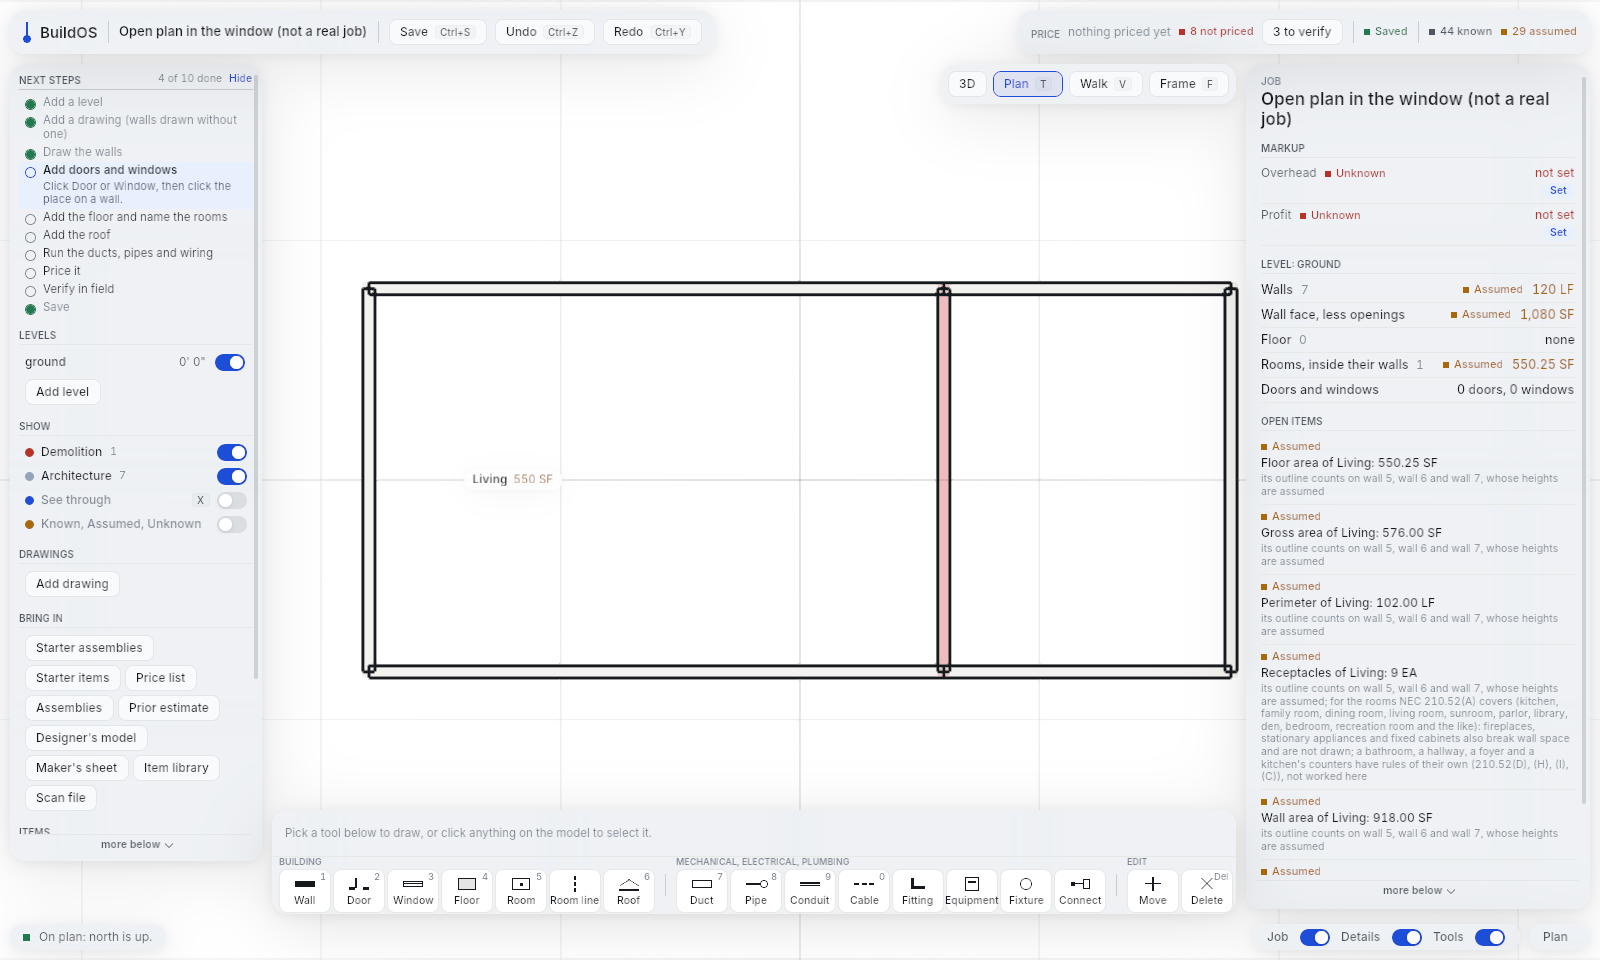 BuildOS
Open plan in the window (not a real job)
Save Ctrl+S
Undo Ctrl+Z
Redo Ctrl+Y
PRICE nothing priced yet 8 not priced 3 to verify Saved 44 known 29 assumed
3D
Plan T
Walk V
Frame F
NEXT STEPS 4 of 10 done Hide
Add a level
Add a drawing (walls drawn without
one)
Draw the walls
Add doors and windows
Click Door or Window, then click the
place on a wall.
Add the floor and name the rooms
Add the roof
Run the ducts, pipes and wiring
Price it
Verify in field
Save
LEVELS
ground 0' 0"
Add level
SHOW
Demolition 1
Architecture 7
See through X
Known, Assumed, Unknown
DRAWINGS
Add drawing
BRING IN
Starter assemblies
Starter items Price list
Assemblies Prior estimate
Designer's model
Maker's sheet Item library
Scan file
ITEMS
more below
On plan: north is up.
Living 550 SF
Pick a tool below to draw, or click anything on the model to select it.
BUILDING
Wall 1
Door 2
Window 3
Floor 4
Room 5
Room line
Roof 6
MECHANICAL, ELECTRICAL, PLUMBING
Duct 7
Pipe 8
Conduit 9
Cable 0
Fitting
Equipment
Fixture
Connect
EDIT
Move
Delete Del
JOB
Open plan in the window (not a real
job)
MARKUP
Overhead Unknown not set
Set
Profit Unknown not set
Set
LEVEL: GROUND
Walls 7 Assumed 120 LF
Wall face, less openings Assumed 1,080 SF
Floor 0 none
Rooms, inside their walls 1 Assumed 550.25 SF
Doors and windows 0 doors, 0 windows
OPEN ITEMS
Assumed
Floor area of Living: 550.25 SF
its outline counts on wall 5, wall 6 and wall 7, whose heights
are assumed
Assumed
Gross area of Living: 576.00 SF
its outline counts on wall 5, wall 6 and wall 7, whose heights
are assumed
Assumed
Perimeter of Living: 102.00 LF
its outline counts on wall 5, wall 6 and wall 7, whose heights
are assumed
Assumed
Receptacles of Living: 9 EA
its outline counts on wall 5, wall 6 and wall 7, whose heights
are assumed; for the rooms NEC 210.52(A) covers (kitchen,
family room, dining room, living room, sunroom, parlor, library,
den, bedroom, recreation room and the like): fireplaces,
stationary appliances and fixed cabinets also break wall space
and are not drawn; a bathroom, a hallway, a foyer and a
kitchen's counters have rules of their own (210.52(D), (H), (I),
(C)), not worked here
Assumed
Wall area of Living: 918.00 SF
its outline counts on wall 5, wall 6 and wall 7, whose heights
are assumed
Assumed
more below
Job Details Tools Plan